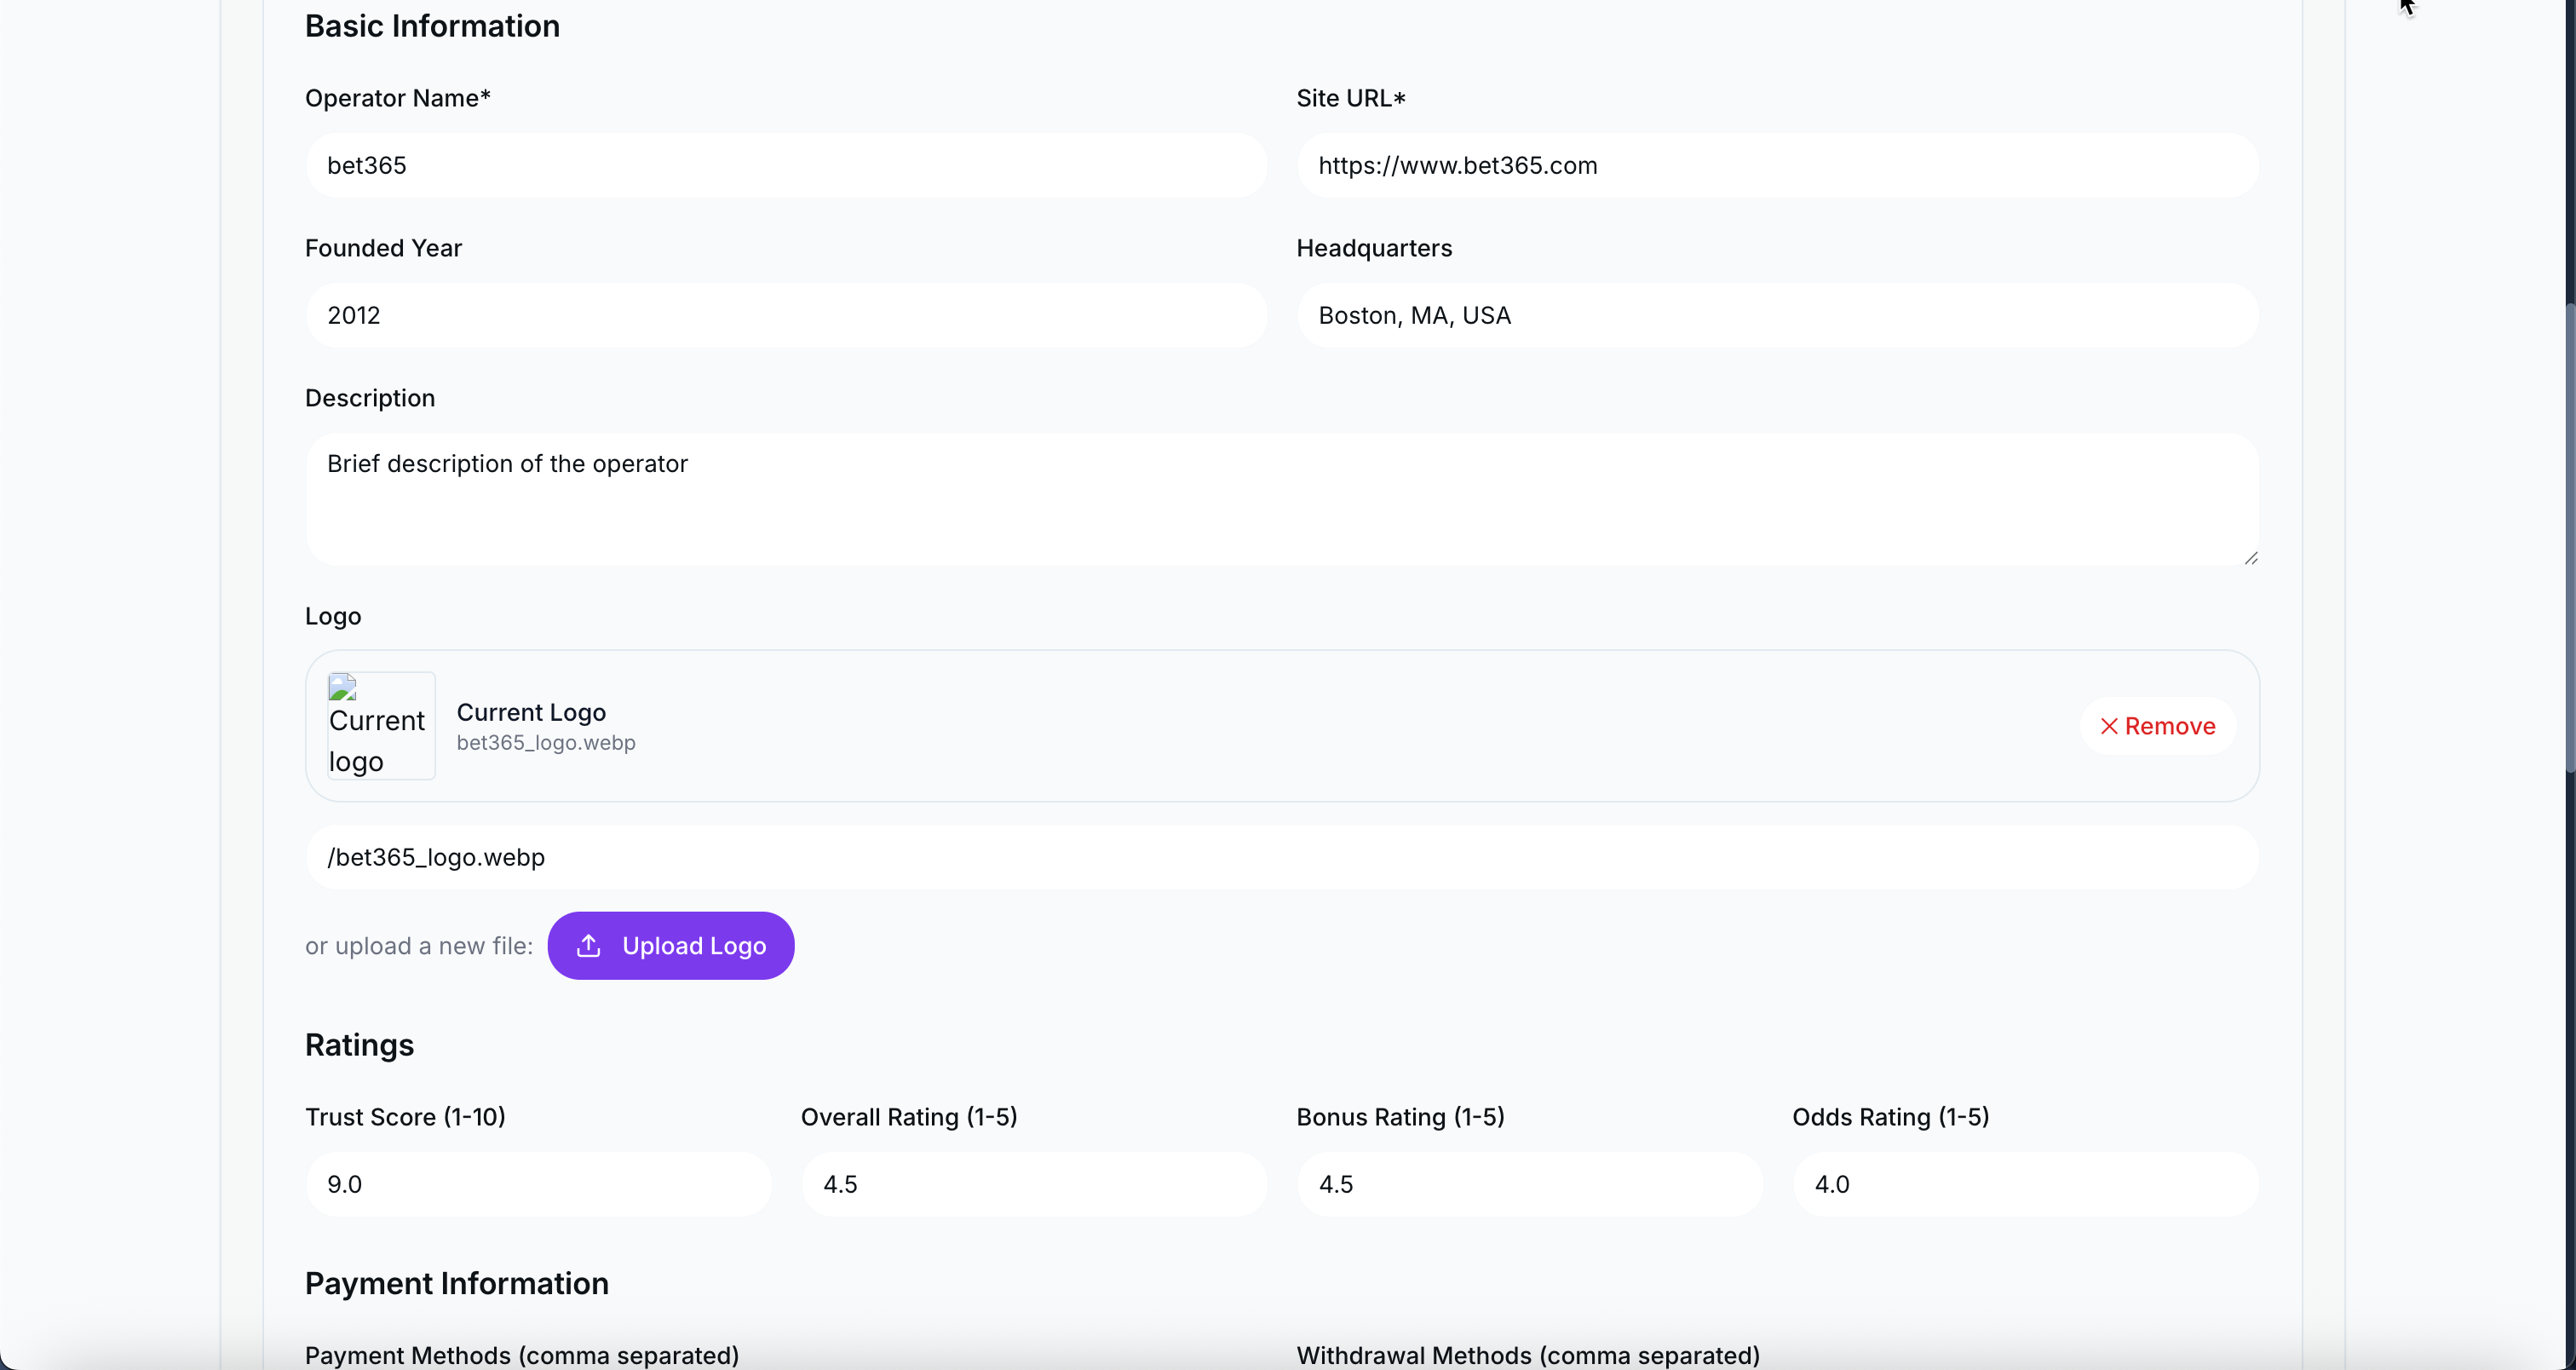 Basic Information
Operator Name*
Site URL*
bet365
https://www.bet365.com
Founded Year
Headquarters
2012
Boston, MA, USA
Description
Brief description of the operator
Logo
Current
logo
Current Logo
bet365_logo.webp
Remove
/bet365_logo.webp
or upload a new file:
Upload Logo
Ratings
Trust Score (1-10)
Overall Rating (1-5)
Bonus Rating (1-5)
Odds Rating (1-5)
9.0
4.5
4.5
4.0
Payment Information
Payment Methods (comma separated)
Withdrawal Methods (comma separated)